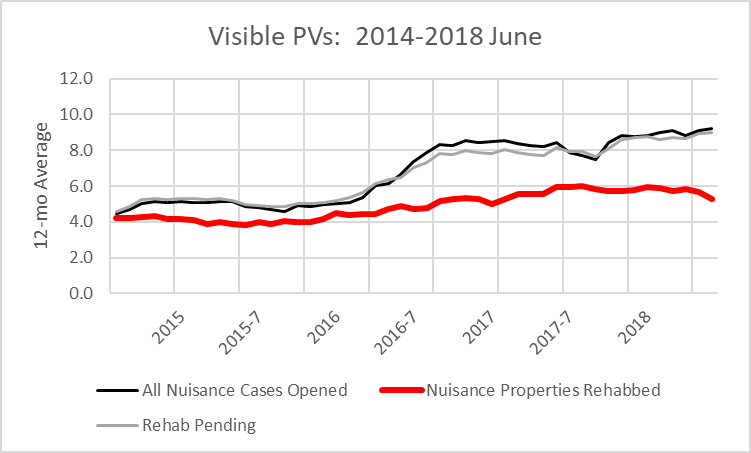 Visible PVs:  2014-2018 June
12-mo Average
12.0
10.0
8.0
6.0
4.0
2.0
0.0
2015
2015-7
2016
2016-7
2017
2017-7
2018
All Nuisance Cases Opened
Nuisance Properties Rehabbed
Rehab Pending